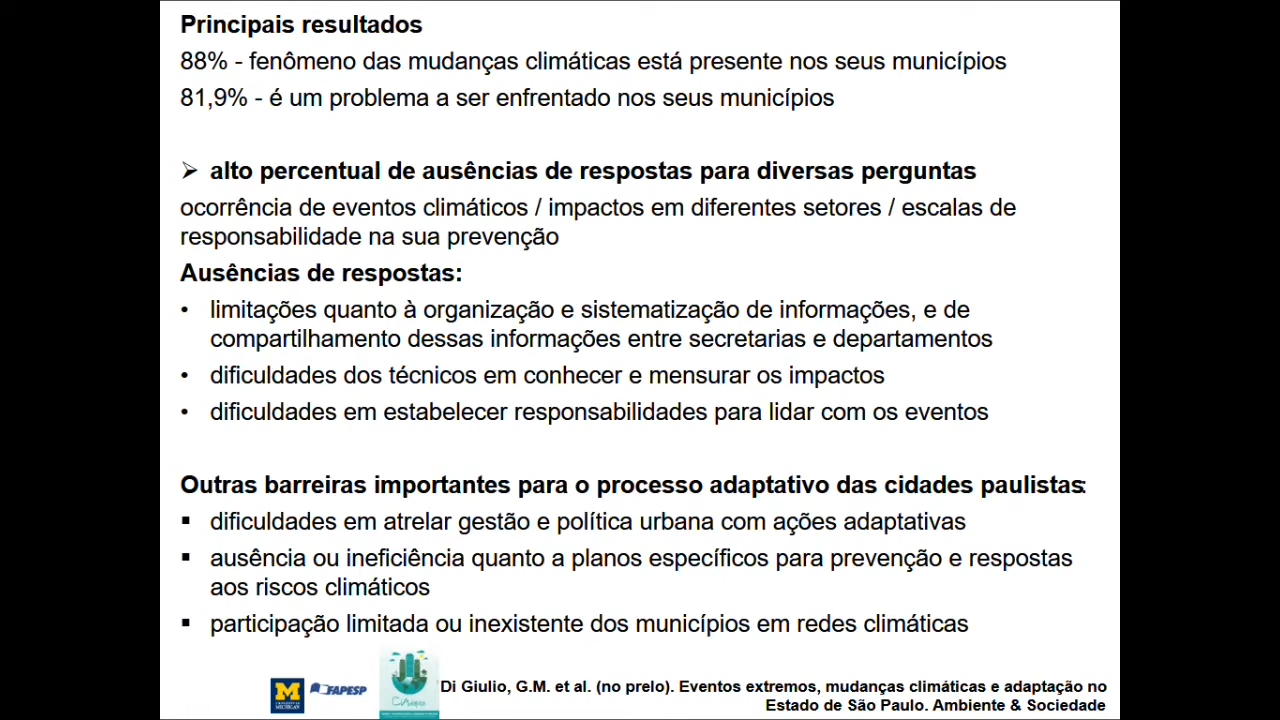 Principais resultados
88% - fenômeno das mudanças climáticas está presente nos seus municípios
81,9% - é um problema a ser enfrentado nos seus municípios
➢ alto percentual de ausências de respostas para diversas perguntas
ocorrência de eventos climáticos / impactos em diferentes setores / escalas de
responsabilidade na sua prevenção
Ausências de respostas:
• limitações quanto à organização e sistematização de informações, e de
compartilhamento dessas informações entre secretarias e departamentos
• dificuldades dos técnicos em conhecer e mensurar os impactos
• dificuldades em estabelecer responsabilidades para lidar com os eventos
Outras barreiras importantes para o processo adaptativo das cidades paulistas:
▪ dificuldades em atrelar gestão e política urbana com ações adaptativas
▪ ausência ou ineficiência quanto a planos específicos para prevenção e respostas
aos riscos climáticos
▪ participação limitada ou inexistente dos municípios em redes climáticas
M
FAPESP
Di Giulio, G.M. et al. (no prelo). Eventos extremos, mudanças climáticas e adaptação no
Estado de São Paulo. Ambiente & Sociedade